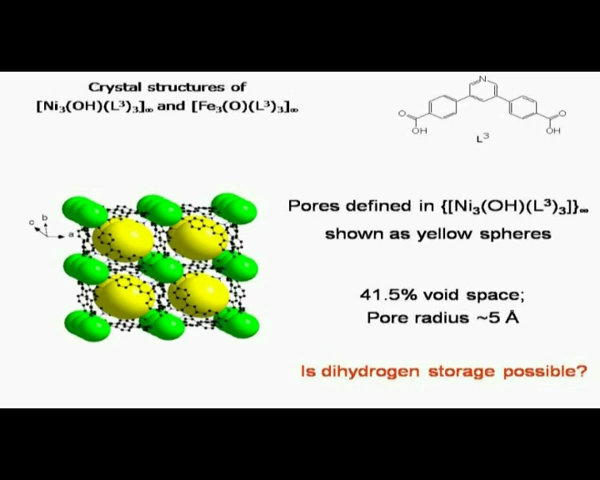 Crystal structures of
[Ni₃(OH)(L³)₃]∞ and [Fe₃(O)(L³)₃]∞
N
O
OH
O
OH
L³
c b a
Pores defined in {[Ni₃(OH)(L³)₃]}∞
shown as yellow spheres
41.5% void space;
Pore radius ~5 Å
Is dihydrogen storage possible?